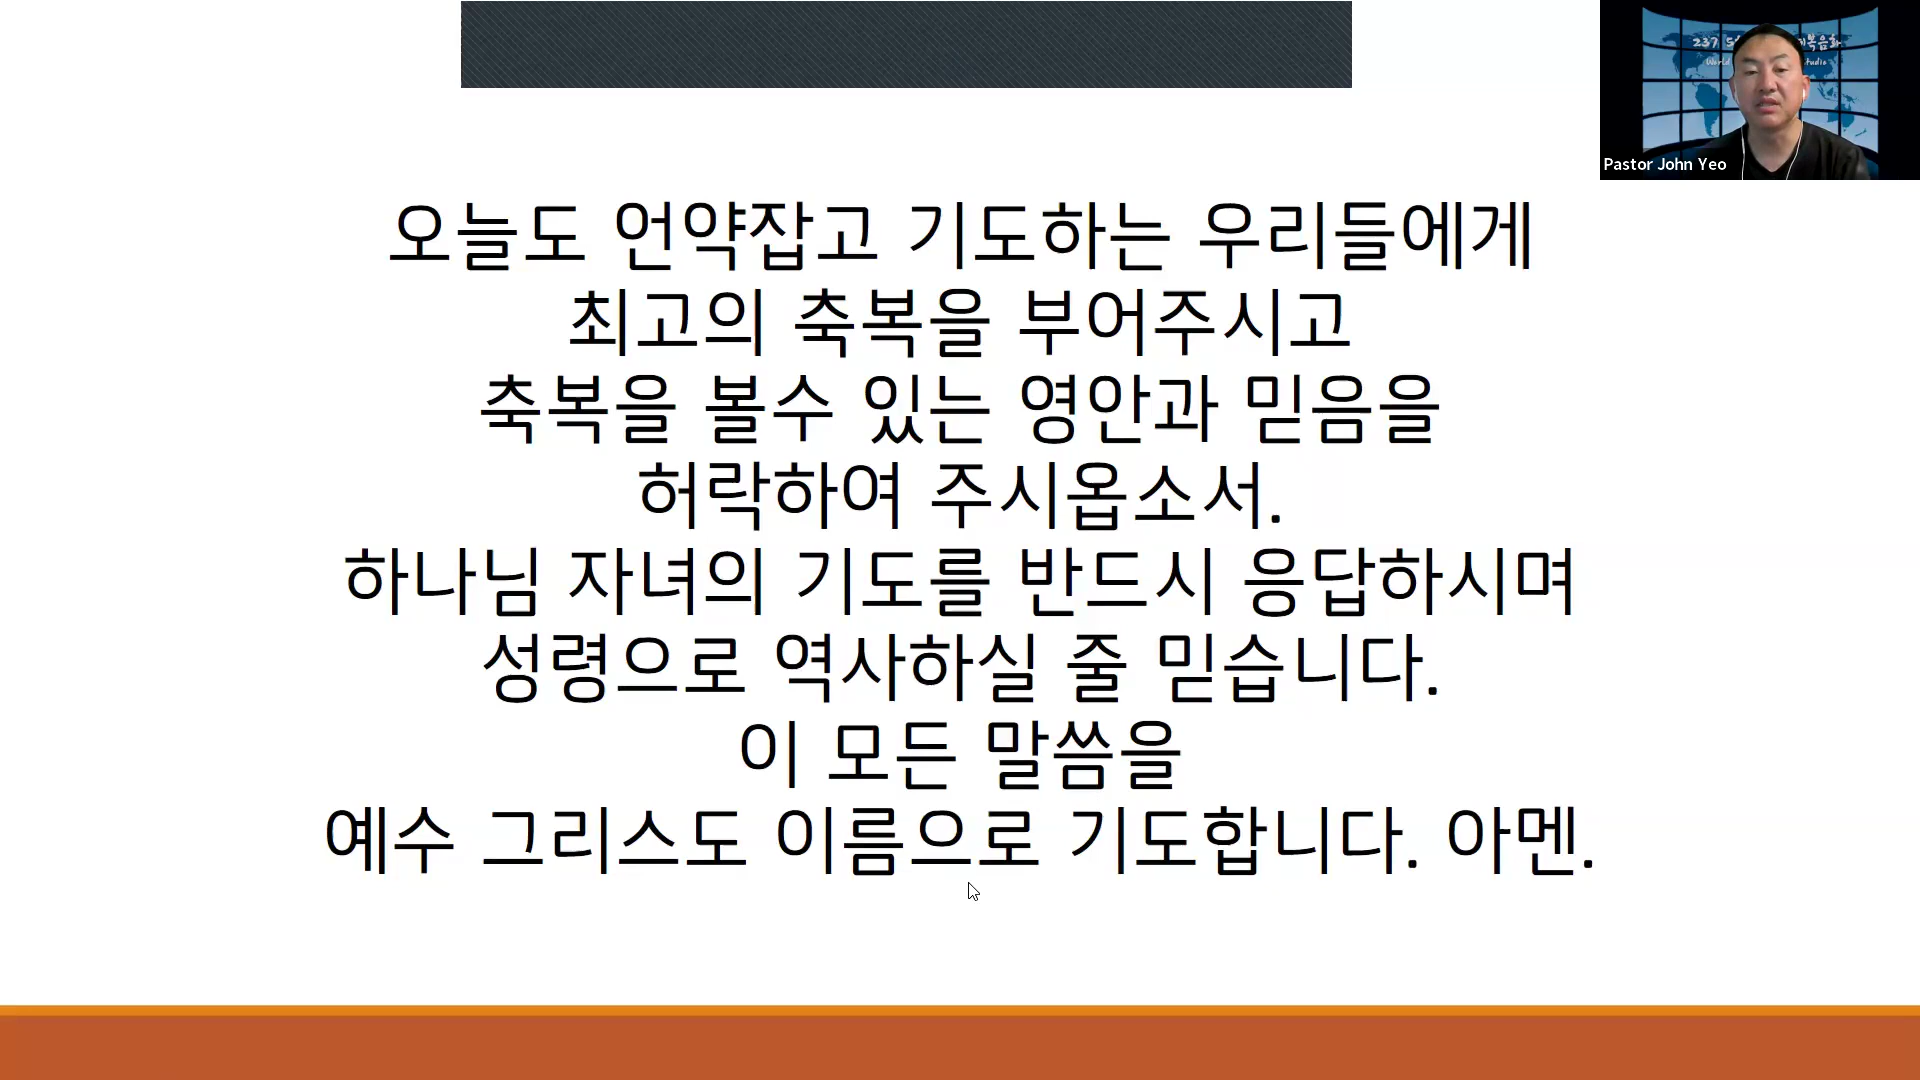 237
World
tudio
Pastor John Yeo
오늘도 언약잡고 기도하는 우리들에게
최고의 축복을 부어주시고
축복을 볼수 있는 영안과 믿음을
허락하여 주시옵소서.
하나님 자녀의 기도를 반드시 응답하시며
성령으로 역사하실 줄 믿습니다.
이 모든 말씀을
예수 그리스도 이름으로 기도합니다. 아멘.